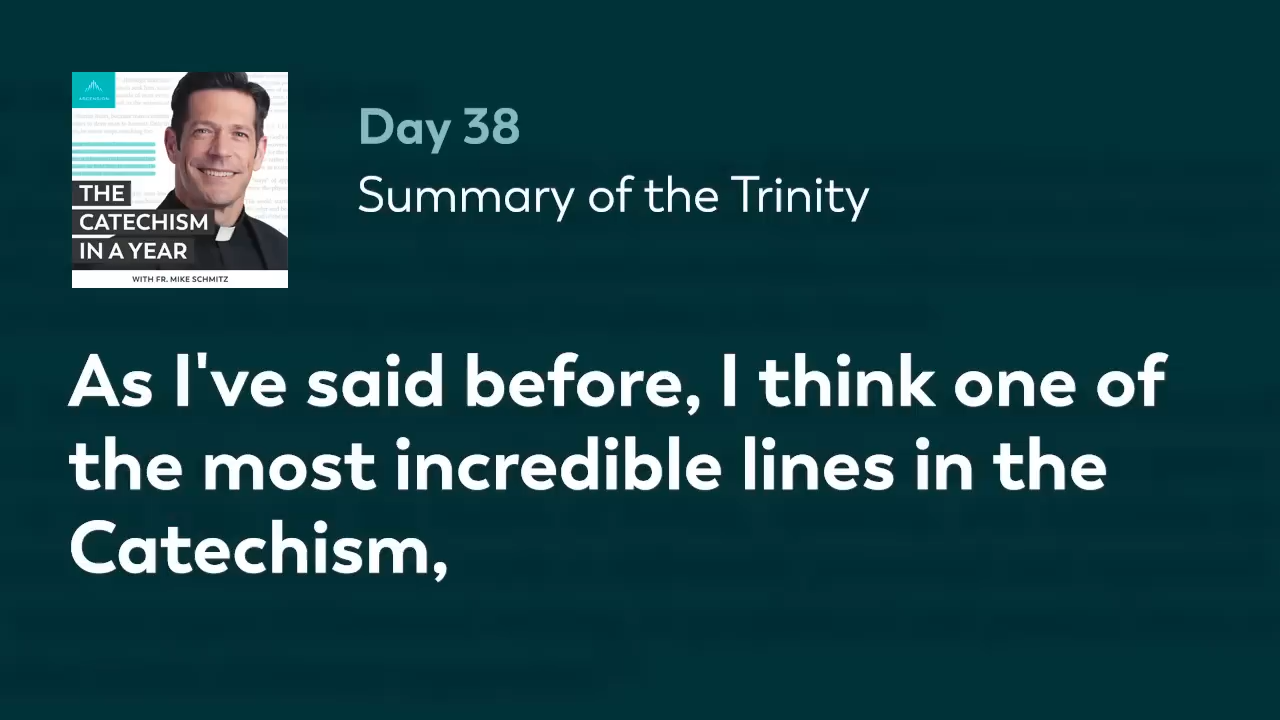 ASCENSION
THE
CATECHISM
IN A YEAR
WITH FR. MIKE SCHMITZ
Day 38
Summary of the Trinity
As I've said before, I think one of
the most incredible lines in the
Catechism,